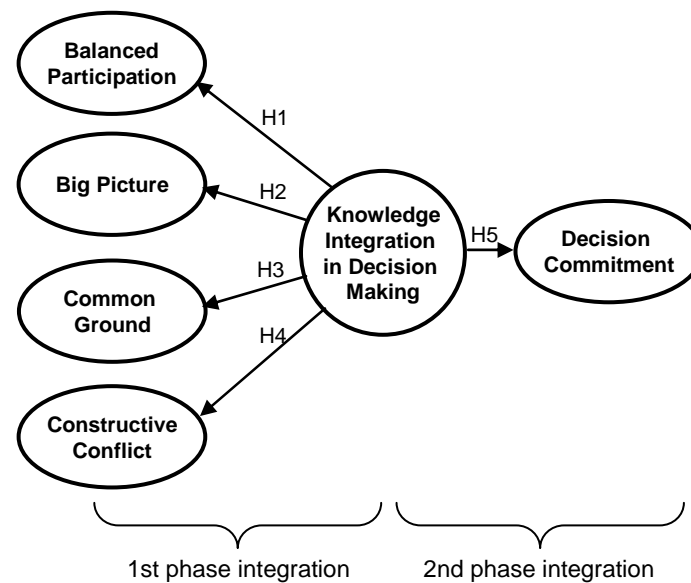 Balanced
Participation
H1
Big Picture
H2
Knowledge
Integration
in Decision
Making
H5
Decision
Commitment
H3
Common
Ground
H4
Constructive
Conflict
1st phase integration
2nd phase integration